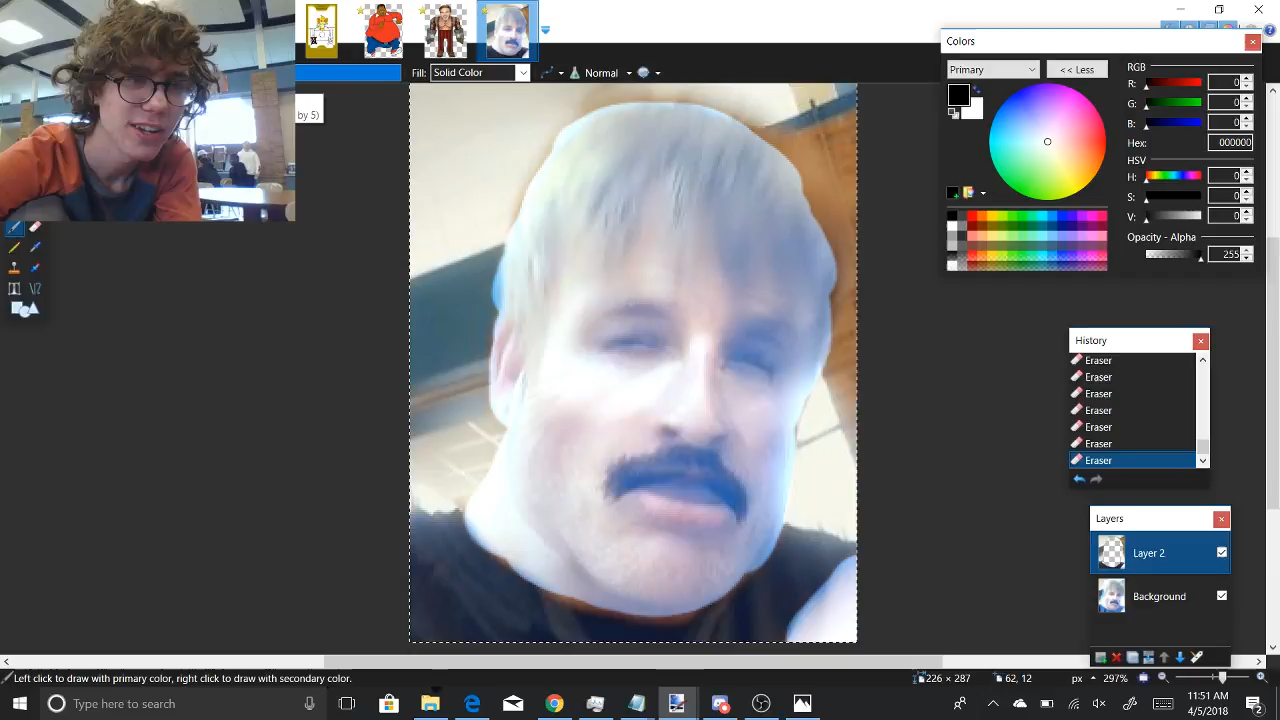 Fill: Solid Color Normal
by 5)
Colors
Primary << Less
RGB
R: 0
G: 0
B: 0
Hex: 000000
HSV
H: 0
S: 0
V: 0
Opacity - Alpha
255
History
Eraser
Eraser
Eraser
Eraser
Eraser
Eraser
Eraser
Layers
Layer 2
Background
Left click to draw with primary color, right click to draw with secondary color. 226 × 287 62, 12 px 297%
Type here to search
11:51 AM
4/5/2018
2